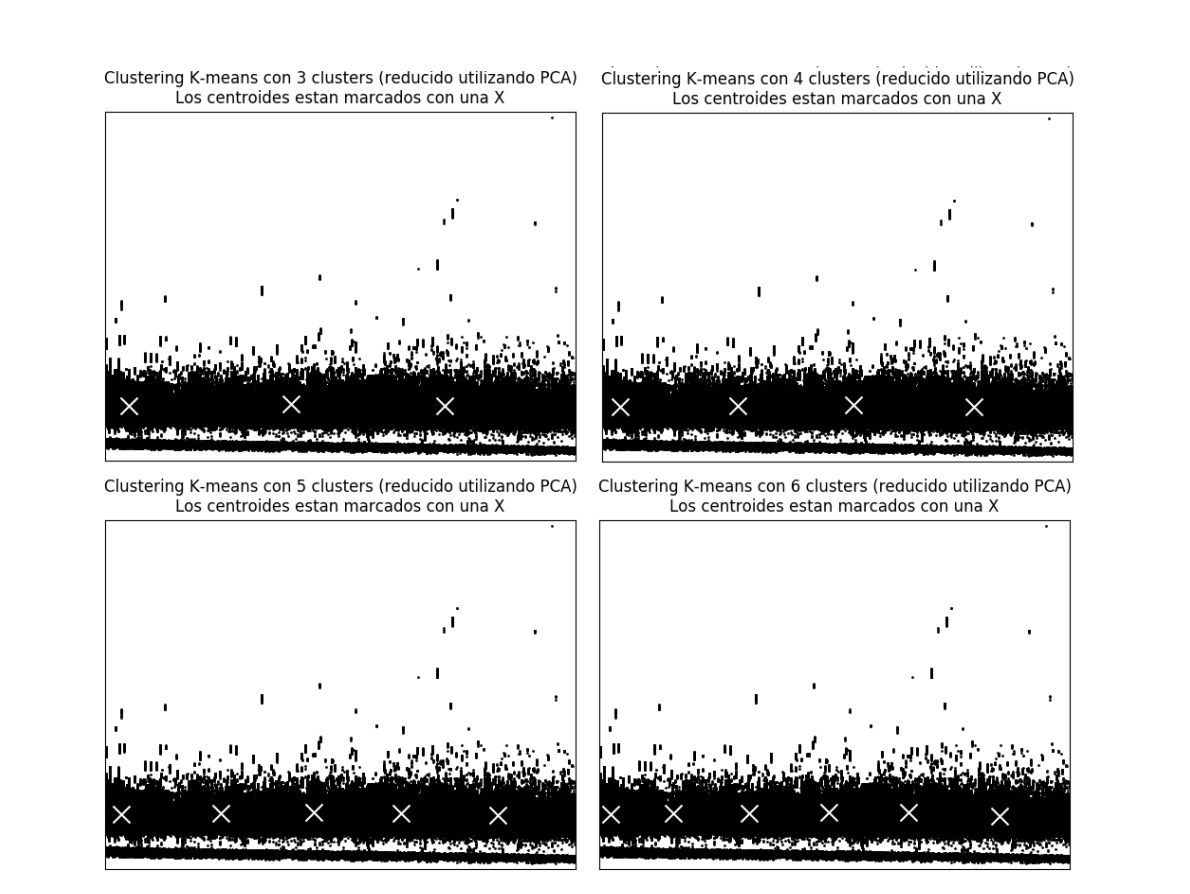 Clustering K-means con 3 clusters (reducido utilizando PCA)
Los centroides estan marcados con una X
Clustering K-means con 4 clusters (reducido utilizando PCA)
Los centroides estan marcados con una X
Clustering K-means con 5 clusters (reducido utilizando PCA)
Los centroides estan marcados con una X
Clustering K-means con 6 clusters (reducido utilizando PCA)
Los centroides estan marcados con una X